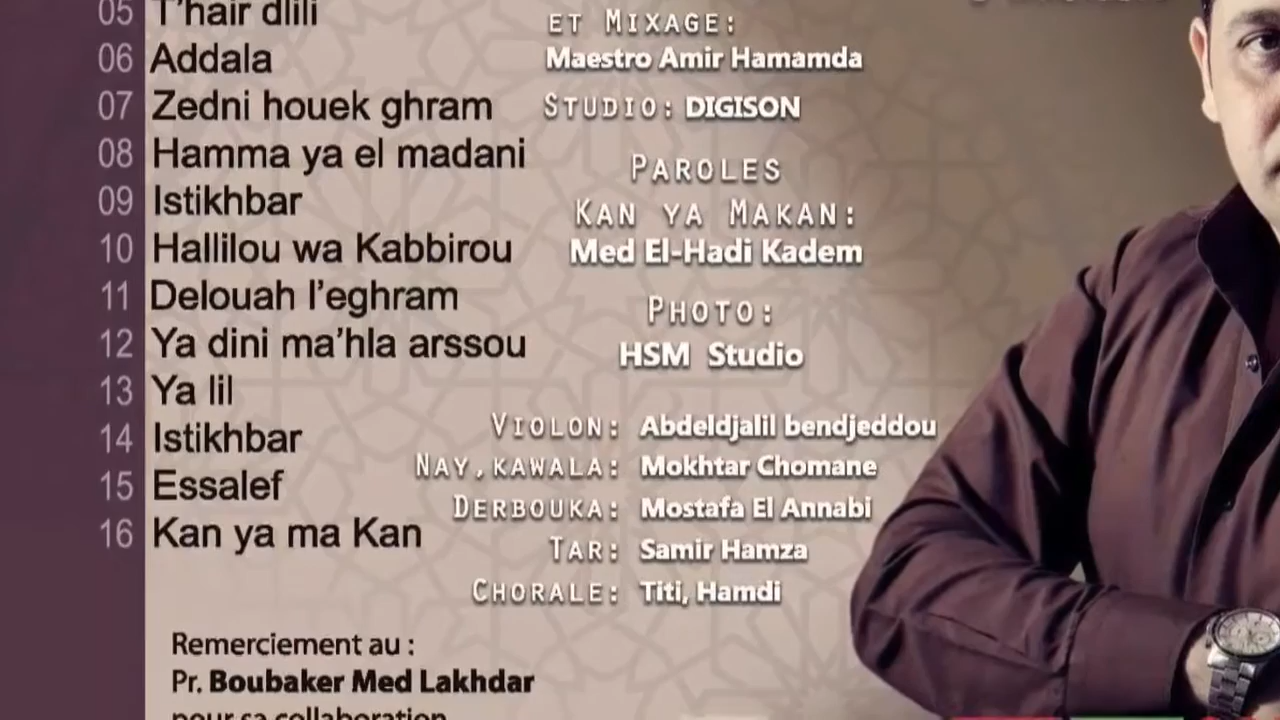 05 T'hair dlili
06 Addala
07 Zedni houek ghram
08 Hamma ya el madani
09 Istikhbar
10 Hallilou wa Kabbirou
11 Delouah l'eghram
12 Ya dini ma'hla arssou
13 Ya lil
14 Istikhbar
15 Essalef
16 Kan ya ma Kan
Remerciement au :
Pr. Boubaker Med Lakhdar
pour sa collaboration
ET MIXAGE:
Maestro Amir Hamamda
STUDIO: DIGISON
PAROLES
KAN YA MAKAN:
Med El-Hadi Kadem
PHOTO:
HSM Studio
VIOLON: Abdeldjalil bendjeddou
NAY,KAWALA: Mokhtar Chomane
DERBOUKA: Mostafa El Annabi
TAR: Samir Hamza
CHORALE: Titi, Hamdi